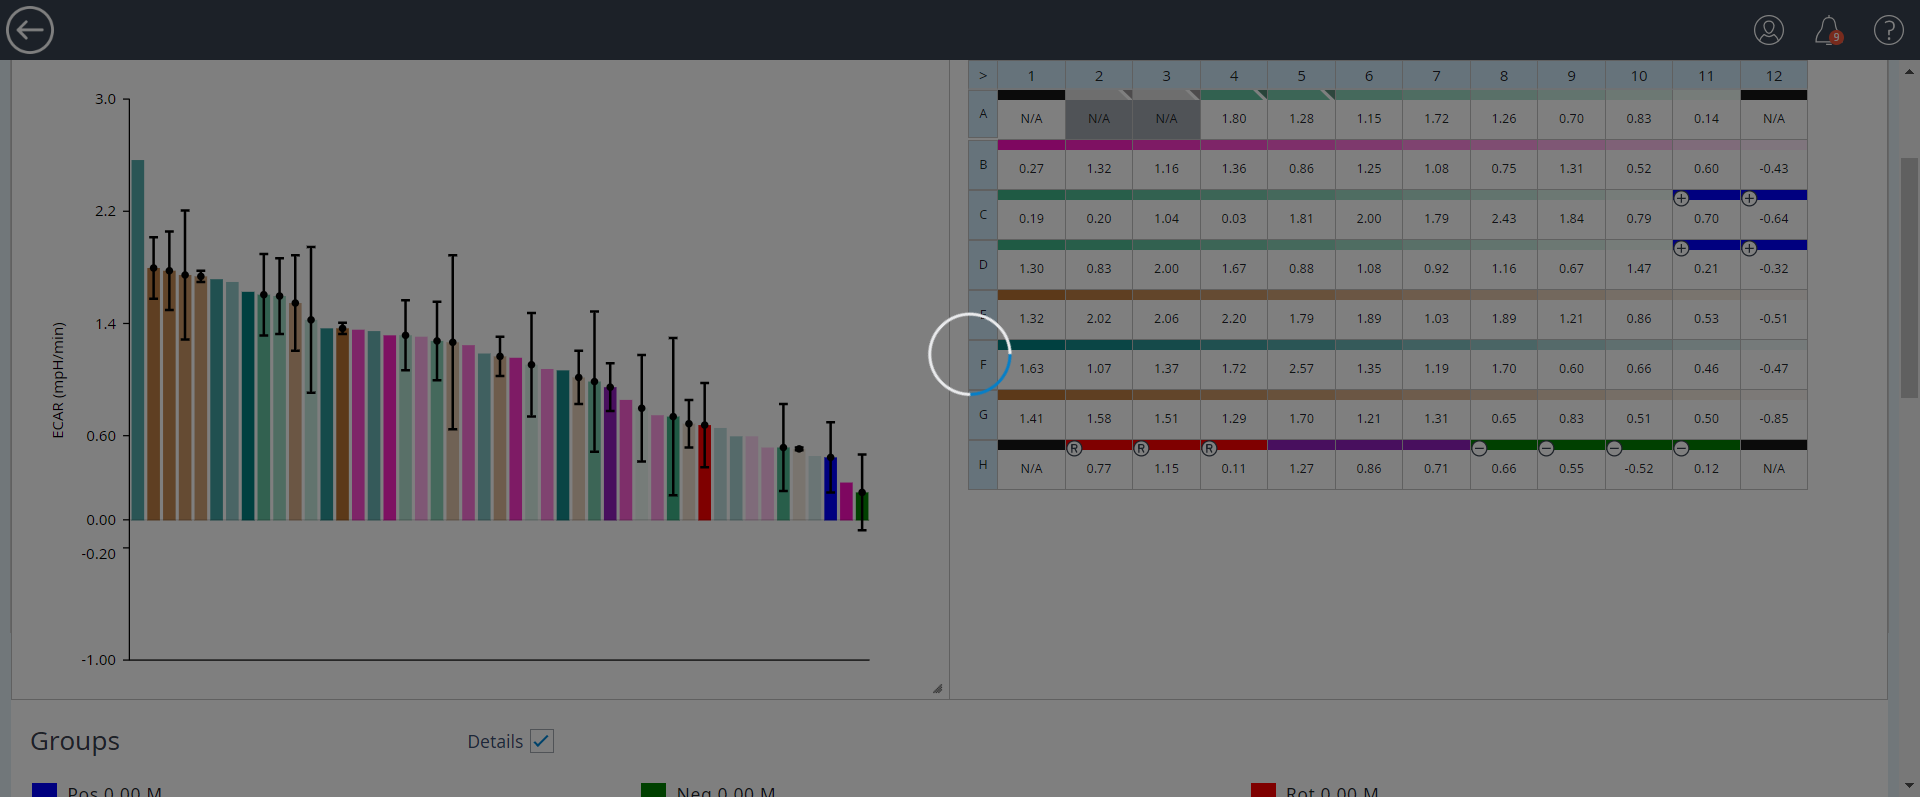 9 ?
3.0
2.2
1.4
0.60
0.00
-0.20
-1.00
ECAR (mpH/min)
> 1 2 3 4 5 6 7 8 9 10 11 12
A N/A N/A N/A 1.80 1.28 1.15 1.72 1.26 0.70 0.83 0.14 N/A
B 0.27 1.32 1.16 1.36 0.86 1.25 1.08 0.75 1.31 0.52 0.60 -0.43
+ +
C 0.19 0.20 1.04 0.03 1.81 2.00 1.79 2.43 1.84 0.79 0.70 -0.64
+ +
D 1.30 0.83 2.00 1.67 0.88 1.08 0.92 1.16 0.67 1.47 0.21 -0.32
E 1.32 2.02 2.06 2.20 1.79 1.89 1.03 1.89 1.21 0.86 0.53 -0.51
F 1.63 1.07 1.37 1.72 2.57 1.35 1.19 1.70 0.60 0.66 0.46 -0.47
G 1.41 1.58 1.51 1.29 1.70 1.21 1.31 0.65 0.83 0.51 0.50 -0.85
R R R − − − −
H N/A 0.77 1.15 0.11 1.27 0.86 0.71 0.66 0.55 -0.52 0.12 N/A
Groups
Details
Pos 0.00 M
Neg 0.00 M
Rot 0.00 M